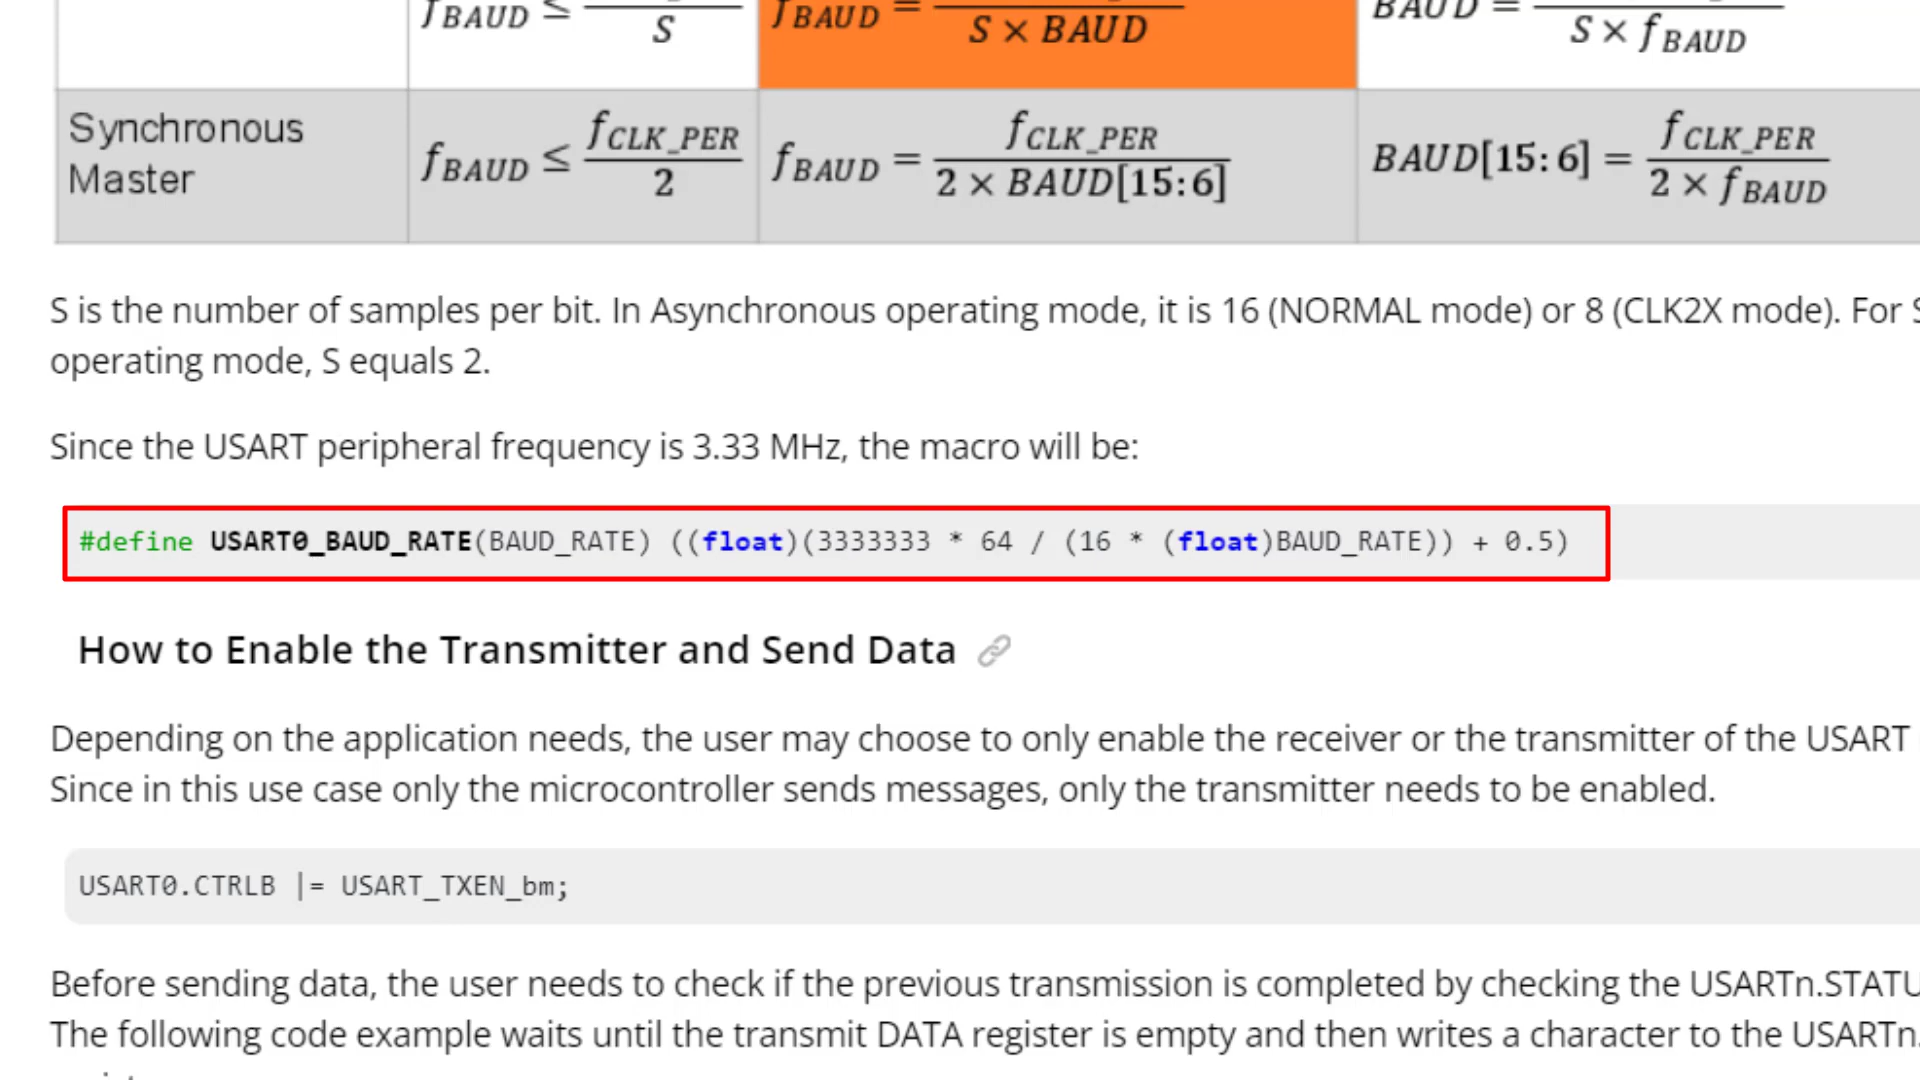 f_BAUD ≤ S
f_BAUD = S × BAUD
BAUD = S × f_BAUD
Synchronous
Master
f_BAUD ≤ f_CLK_PER / 2
f_BAUD = f_CLK_PER / 2 × BAUD[15:6]
BAUD[15:6] = f_CLK_PER / 2 × f_BAUD
S is the number of samples per bit. In Asynchronous operating mode, it is 16 (NORMAL mode) or 8 (CLK2X mode). For
operating mode, S equals 2.
Since the USART peripheral frequency is 3.33 MHz, the macro will be:
#define USART0_BAUD_RATE(BAUD_RATE) ((float)(3333333 * 64 / (16 * (float)BAUD_RATE)) + 0.5)
How to Enable the Transmitter and Send Data
Depending on the application needs, the user may choose to only enable the receiver or the transmitter of the USART
Since in this use case only the microcontroller sends messages, only the transmitter needs to be enabled.
USART0.CTRLB |= USART_TXEN_bm;
Before sending data, the user needs to check if the previous transmission is completed by checking the USARTn.STATU
The following code example waits until the transmit DATA register is empty and then writes a character to the USARTn.